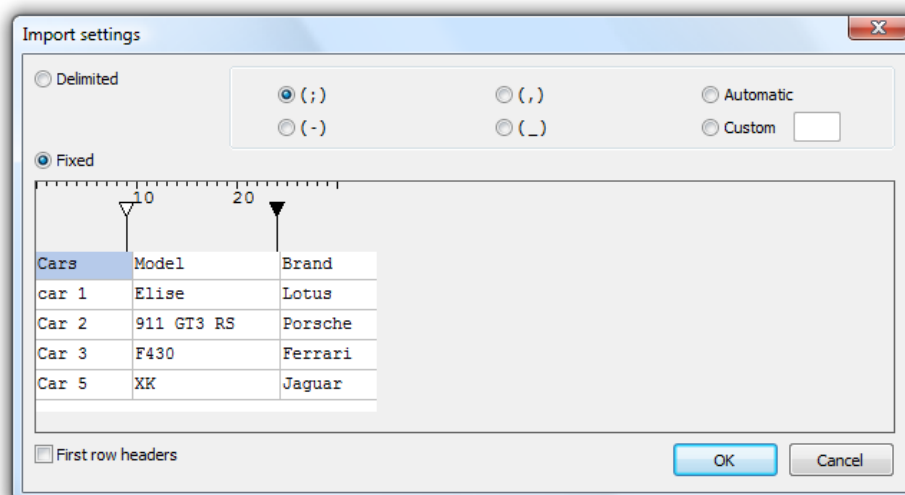 Import settings
Delimited
(;) (,) Automatic
(-) (_) Custom
Fixed
10 20
Cars Model Brand
car 1 Elise Lotus
Car 2 911 GT3 RS Porsche
Car 3 F430 Ferrari
Car 5 XK Jaguar
First row headers
OK Cancel